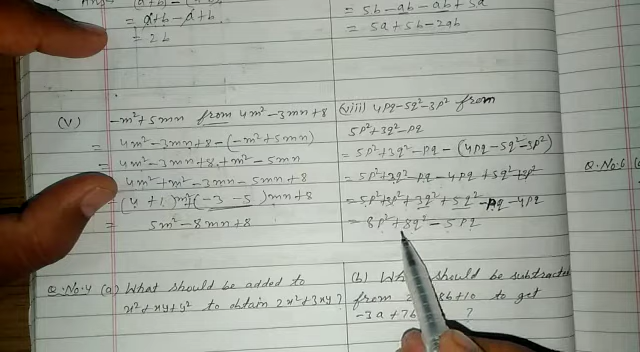 = a+b - a+b
= 2b
= 5b - ab - ab + 5a
= 5a + 5b - 2ab
(v) -m² + 5mn from 4m² - 3mn + 8
= 4m² - 3mn + 8 - (-m² + 5mn)
= 4m² - 3mn + 8 + m² - 5mn
= 4m² + m² - 3mn - 5mn + 8
= (4 + 1)m² + (-3 - 5)mn + 8
= 5m² - 8mn + 8
(viii) 4pq - 5q² - 3p² from
5p² + 3q² - pq
= 5p² + 3q² - pq - (4pq - 5q² - 3p²)
= 5p² + 3q² - pq - 4pq + 5q² + 3p²
= 5p² + 3p² + 3q² + 5q² - pq - 4pq
= 8p² + 8q² - 5pq
Q.No.6
Q.No.4 (a) What should be added to
x² + xy + y² to obtain 2x² + 3xy?
(b) What should be subtracted
from 8b + 10 to get
-3a + 7b ?